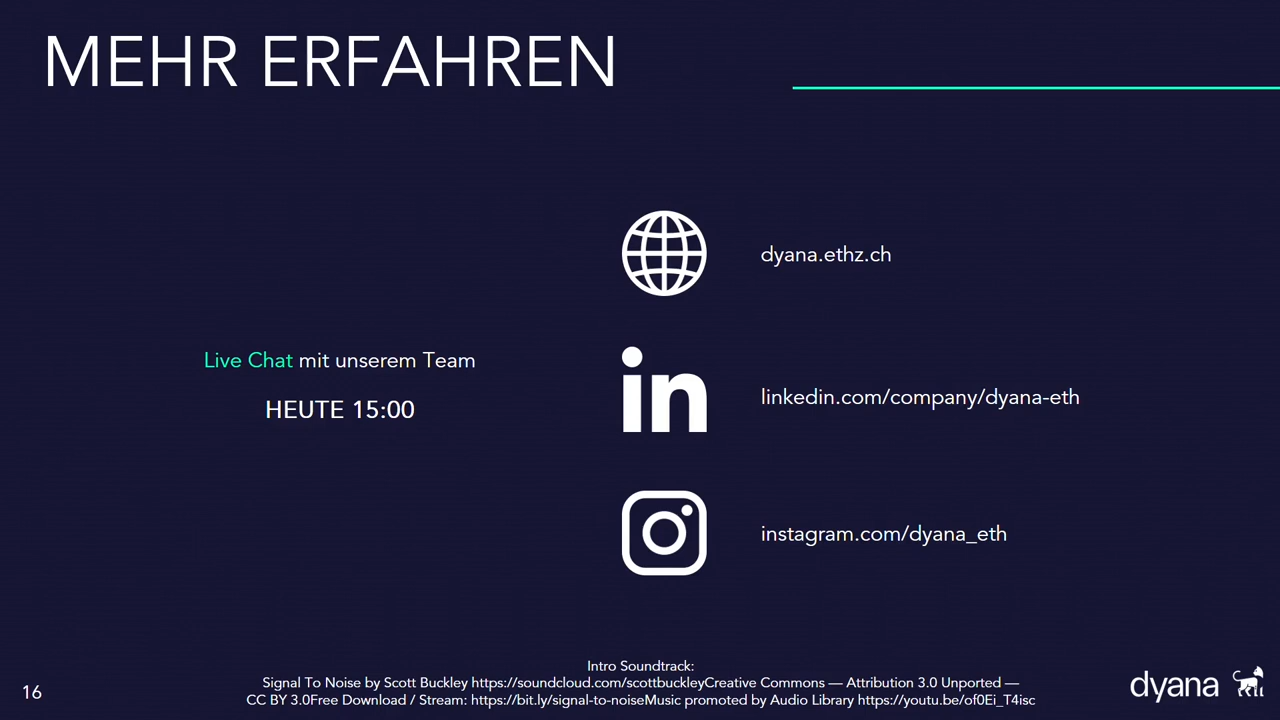 MEHR ERFAHREN
dyana.ethz.ch
Live Chat mit unserem Team
HEUTE 15:00
linkedin.com/company/dyana-eth
instagram.com/dyana_eth
Intro Soundtrack:
Signal To Noise by Scott Buckley https://soundcloud.com/scottbuckleyCreative Commons — Attribution 3.0 Unported —
CC BY 3.0Free Download / Stream: https://bit.ly/signal-to-noiseMusic promoted by Audio Library https://youtu.be/of0Ei_T4isc
16
dyana